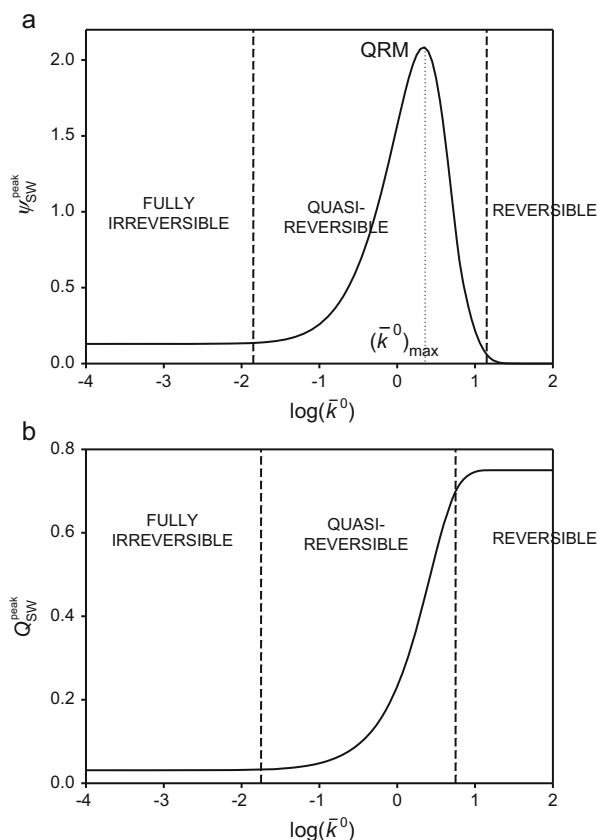 a
QRM
2.0
1.5
1.0
0.5
0.0
ψ_SW^peak
FULLY
IRREVERSIBLE
QUASI-
REVERSIBLE
REVERSIBLE
(k̄⁰)max
-4 -3 -2 -1 0 1 2
log(k̄⁰)
b
0.8
0.6
0.4
0.2
0.0
Q_SW^peak
FULLY
IRREVERSIBLE
QUASI-
REVERSIBLE
REVERSIBLE
-4 -3 -2 -1 0 1 2
log(k̄⁰)